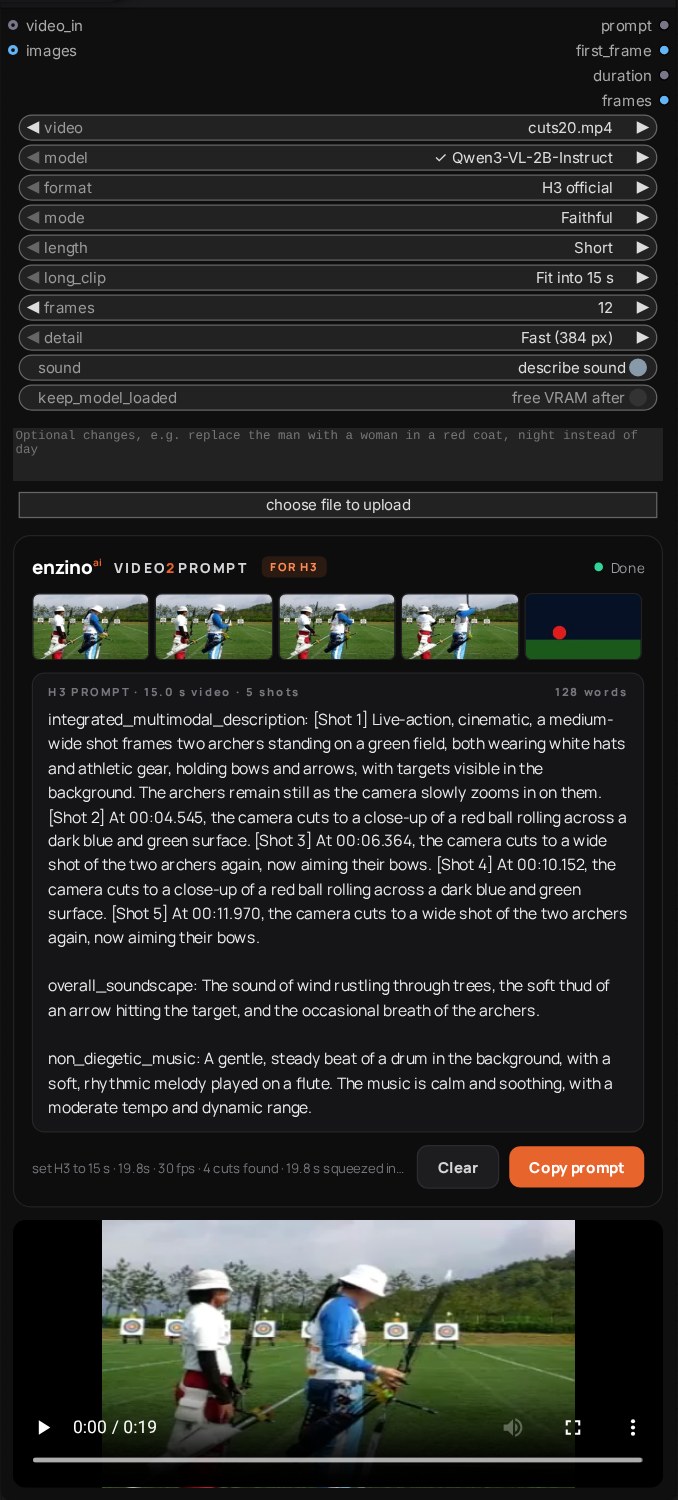 video_in prompt
images first_frame
duration
frames
video cuts20.mp4
model ✓ Qwen3-VL-2B-Instruct
format H3 official
mode Faithful
length Short
long_clip Fit into 15 s
frames 12
detail Fast (384 px)
sound describe sound
keep_model_loaded free VRAM after
Optional changes, e.g. replace the man with a woman in a red coat, night instead of
day
choose file to upload
enzino ai VIDEO2PROMPT FOR H3 Done
H3 PROMPT · 15.0 s video · 5 shots 128 words
integrated_multimodal_description: [Shot 1] Live-action, cinematic, a medium-
wide shot frames two archers standing on a green field, both wearing white hats
and athletic gear, holding bows and arrows, with targets visible in the
background. The archers remain still as the camera slowly zooms in on them.
[Shot 2] At 00:04.545, the camera cuts to a close-up of a red ball rolling across a
dark blue and green surface. [Shot 3] At 00:06.364, the camera cuts to a wide
shot of the two archers again, now aiming their bows. [Shot 4] At 00:10.152, the
camera cuts to a close-up of a red ball rolling across a dark blue and green
surface. [Shot 5] At 00:11.970, the camera cuts to a wide shot of the two archers
again, now aiming their bows.
overall_soundscape: The sound of wind rustling through trees, the soft thud of
an arrow hitting the target, and the occasional breath of the archers.
non_diegetic_music: A gentle, steady beat of a drum in the background, with a
soft, rhythmic melody played on a flute. The music is calm and soothing, with a
moderate tempo and dynamic range.
set H3 to 15 s · 19.8s · 30 fps · 4 cuts found · 19.8 s squeezed in... Clear Copy prompt
0:00 / 0:19